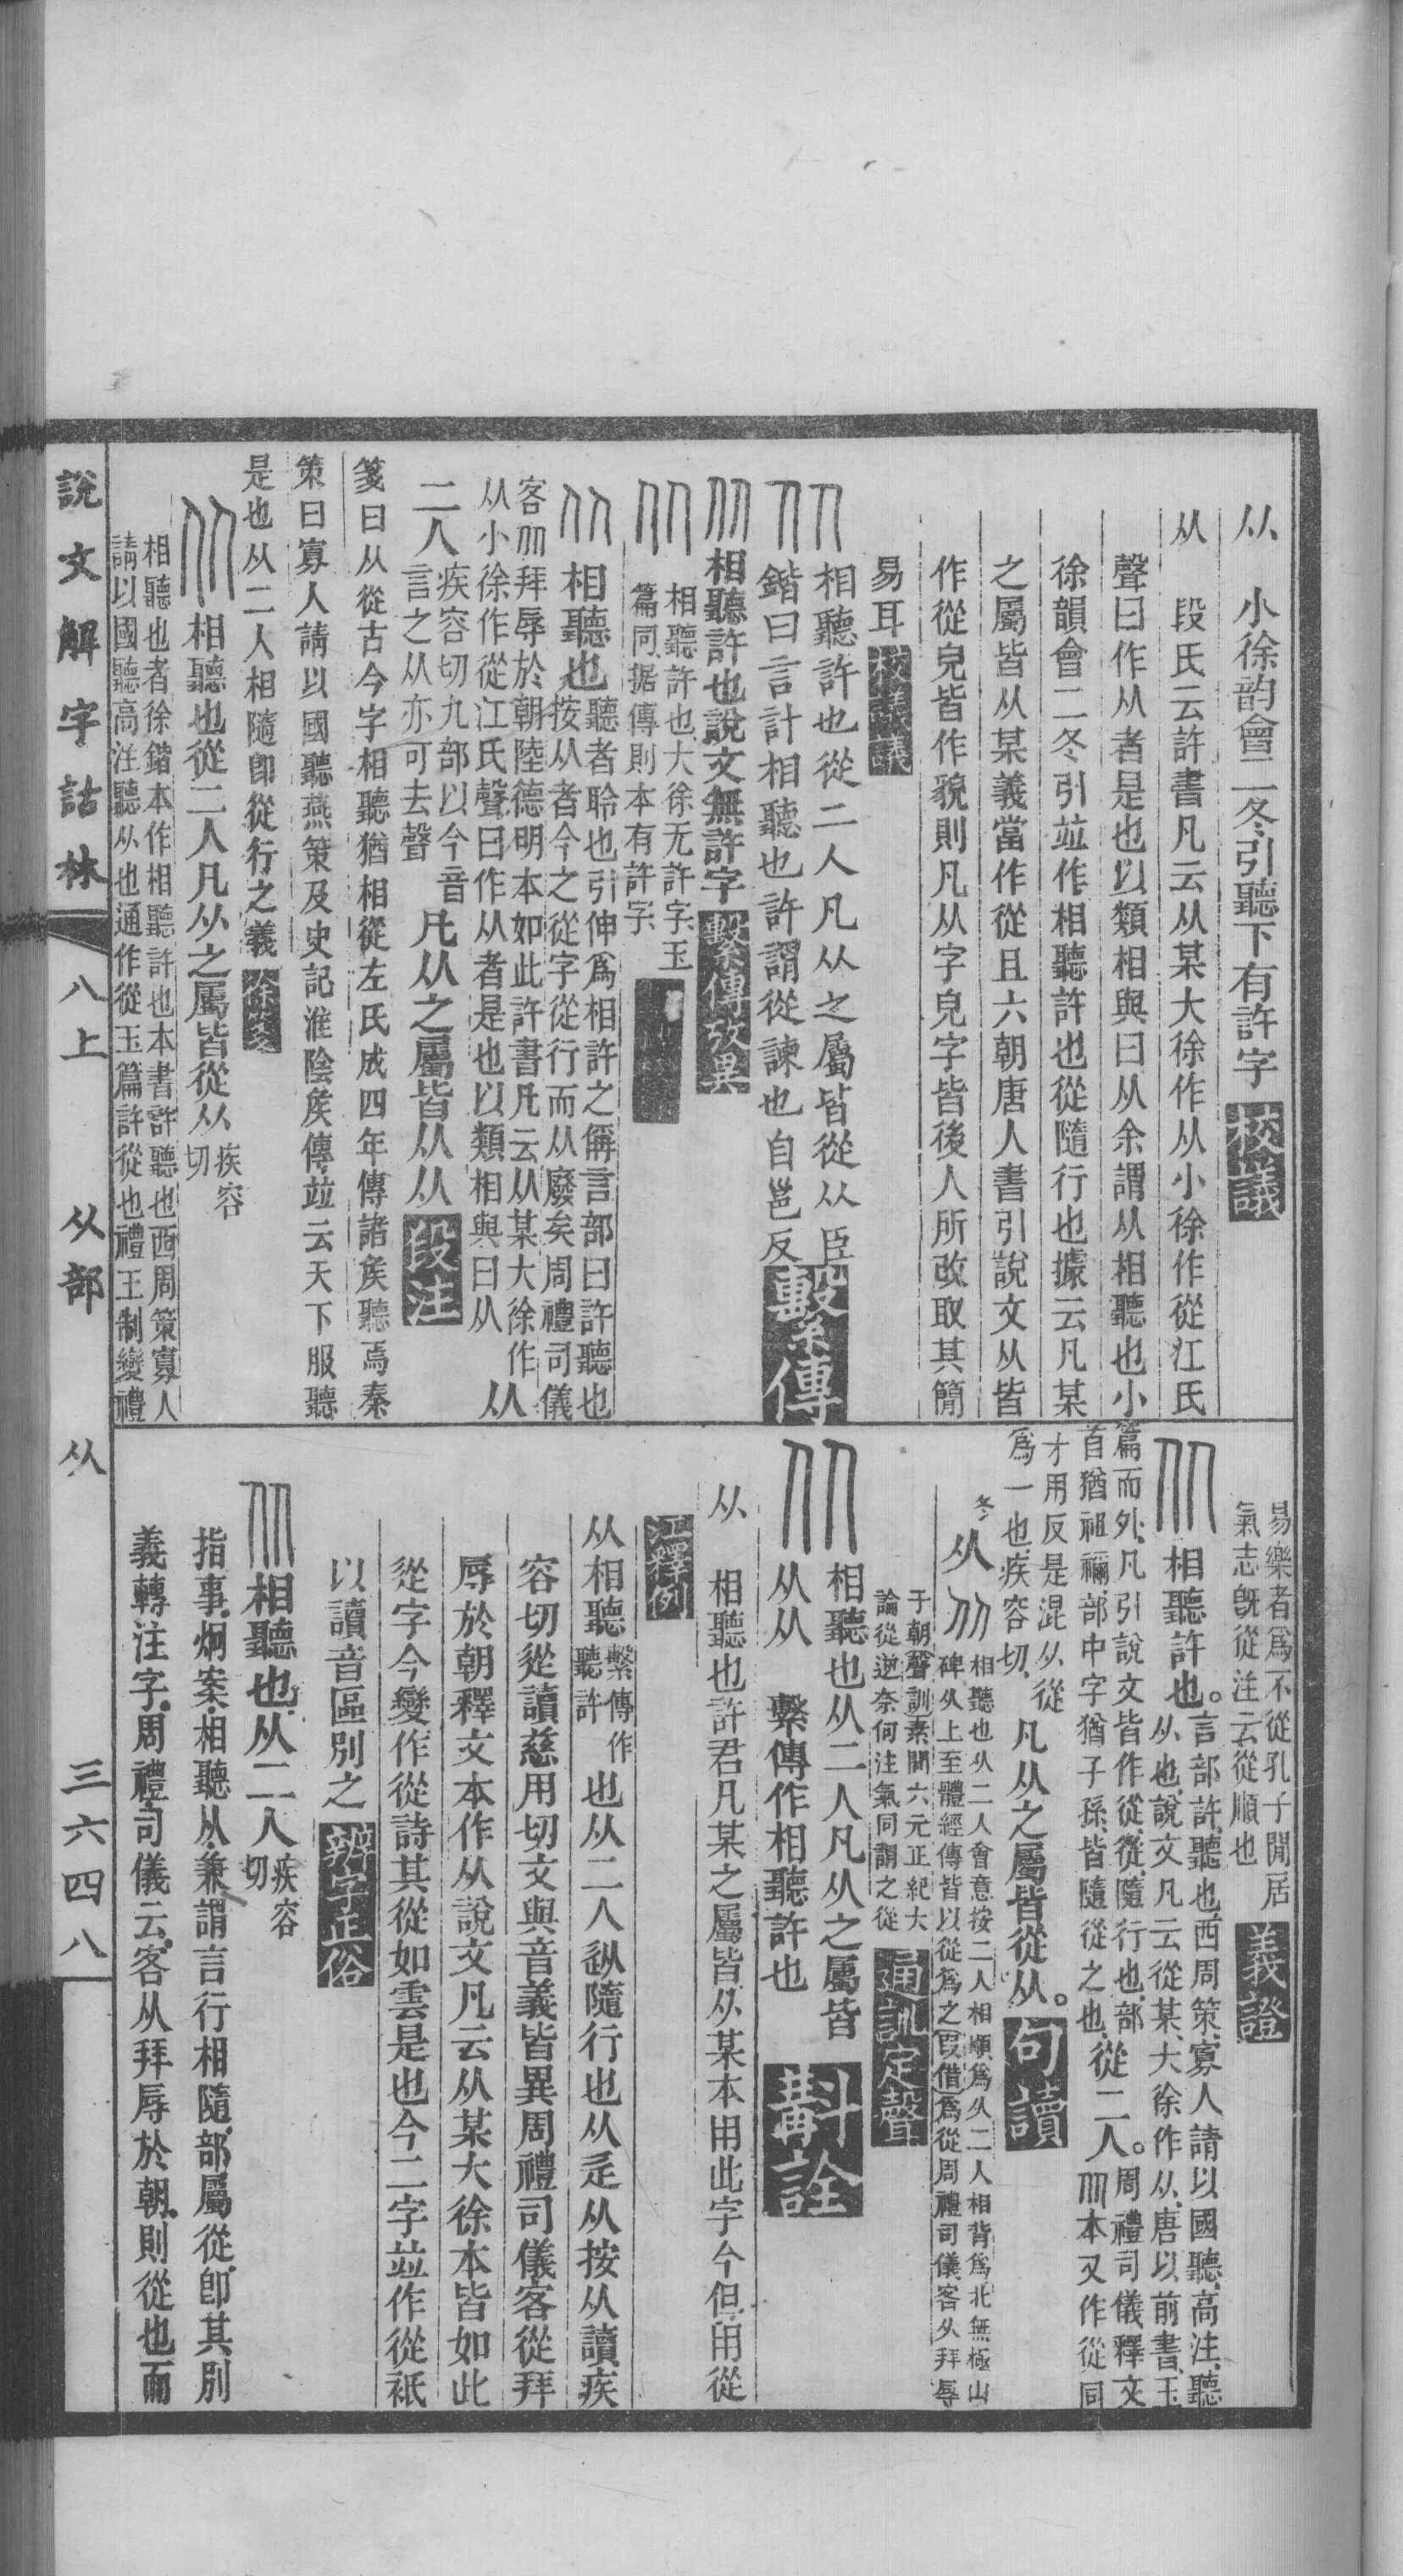 从　小徐韵會二冬引聽下有許字 校議
从　段氏云許書凡云从某大徐作从小徐作從江氏
聲曰作从者是也以類相與曰从余謂从相聽也小
徐韻會二冬引竝作相聽許也從隨行也據云凡某
之屬皆从某義當作從且六朝唐人書引說文从皆
作從皃皆作貌則凡从字皃字皆後人所改取其簡
易耳 校議議
从 相聽許也從二人凡从之屬皆從从臣
鍇曰言計相聽也許謂從諫也自邕反 繫傳
从 相聽許也說文無許字 繫傳攷異
从 相聽許也大徐无許字玉
篇同据傳則本有許字
从 相聽也
聽者聆也引伸爲相許之偁言部曰許聽也
按从者今之從字從行而从廢矣周禮司儀
客从拜辱於朝陸德明本如此許書凡云从某大徐作
从小徐作從江氏聲曰作从者是也以類相與曰从
从二人
疾容切九部以今音
言之从亦可去聲
凡从之屬皆从从 段注
箋曰从從古今字相聽猶相從左氏成四年傳諸矦聽焉秦
策曰寡人請以國聽燕策及史記淮陰矦傳竝云天下服聽
是也从二人相隨卽從行之義 徐箋
从 相聽也從二人凡从之屬皆從从
疾容
切
相聽也者徐鍇本作相聽許也本書許聽也西周策寡人
請以國聽高注聽从也通作從玉篇許從也禮王制變禮
易樂者爲不從孔子閒居
氣志旣從注云從順也 義證
从 相聽許也。
言部許聽也西周策寡人請以國聽高注聽
从也說文凡云從某大徐作从唐以前書玉
篇而外凡引說文皆作從從隨行也部
首猶祖禰部中字猶子孫皆隨從之也
從二人。
周禮司儀釋文
从本又作從同
才用反是混从從
爲一也疾容切
凡从之屬皆從从。 句讀
冬
从 从
相聽也从二人會意按二人相順爲从二人相背爲北無極山
碑从上至體經傳皆以從爲之叚借爲從周禮司儀客从拜辱
于朝聲訓素問六元正紀大
論從逆奈何注氣同謂之從 通訓定聲
从 相聽也从二人凡从之屬皆
从从　繫傳作相聽許也 斠詮
从　相聽也許君凡某之屬皆从某本用此字今但用從
江釋例
从相聽
繫傳作
聽許
也从二人 從隨行也从辵从按从讀疾
容切從讀慈用切文與音義皆異周禮司儀客從拜
辱於朝釋文本作从說文凡云从某大徐本皆如此
從字今變作從詩其從如雲是也今二字竝作從祇
以讀音區別之 辨字正俗
从 相聽也从二人
疾容
切
指事炯案相聽从兼謂言行相隨部屬從卽其別
義轉注字周禮司儀云客从拜辱於朝則從也而
說文解字詁林　八上　从部　从　三六四八